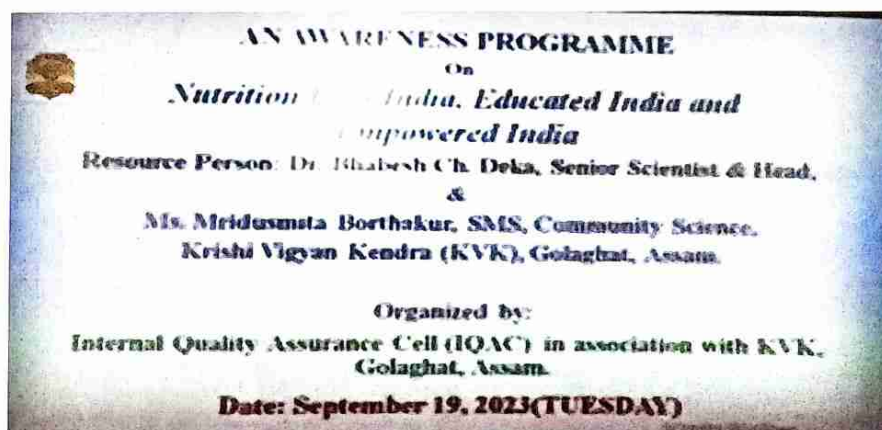 AN AWARENESS PROGRAMME
On
Nutrition India, Educated India and
Empowered India
Resource Person: Dr. Bhabesh Ch. Deka, Senior Scientist & Head,
&
Ms. Mridusmita Borthakur, SMS, Community Science,
Krishi Vigyan Kendra (KVK), Golaghat, Assam.
Organized by:
Internal Quality Assurance Cell (IQAC) in association with KVK,
Golaghat, Assam.
Date: September 19, 2023(TUESDAY)